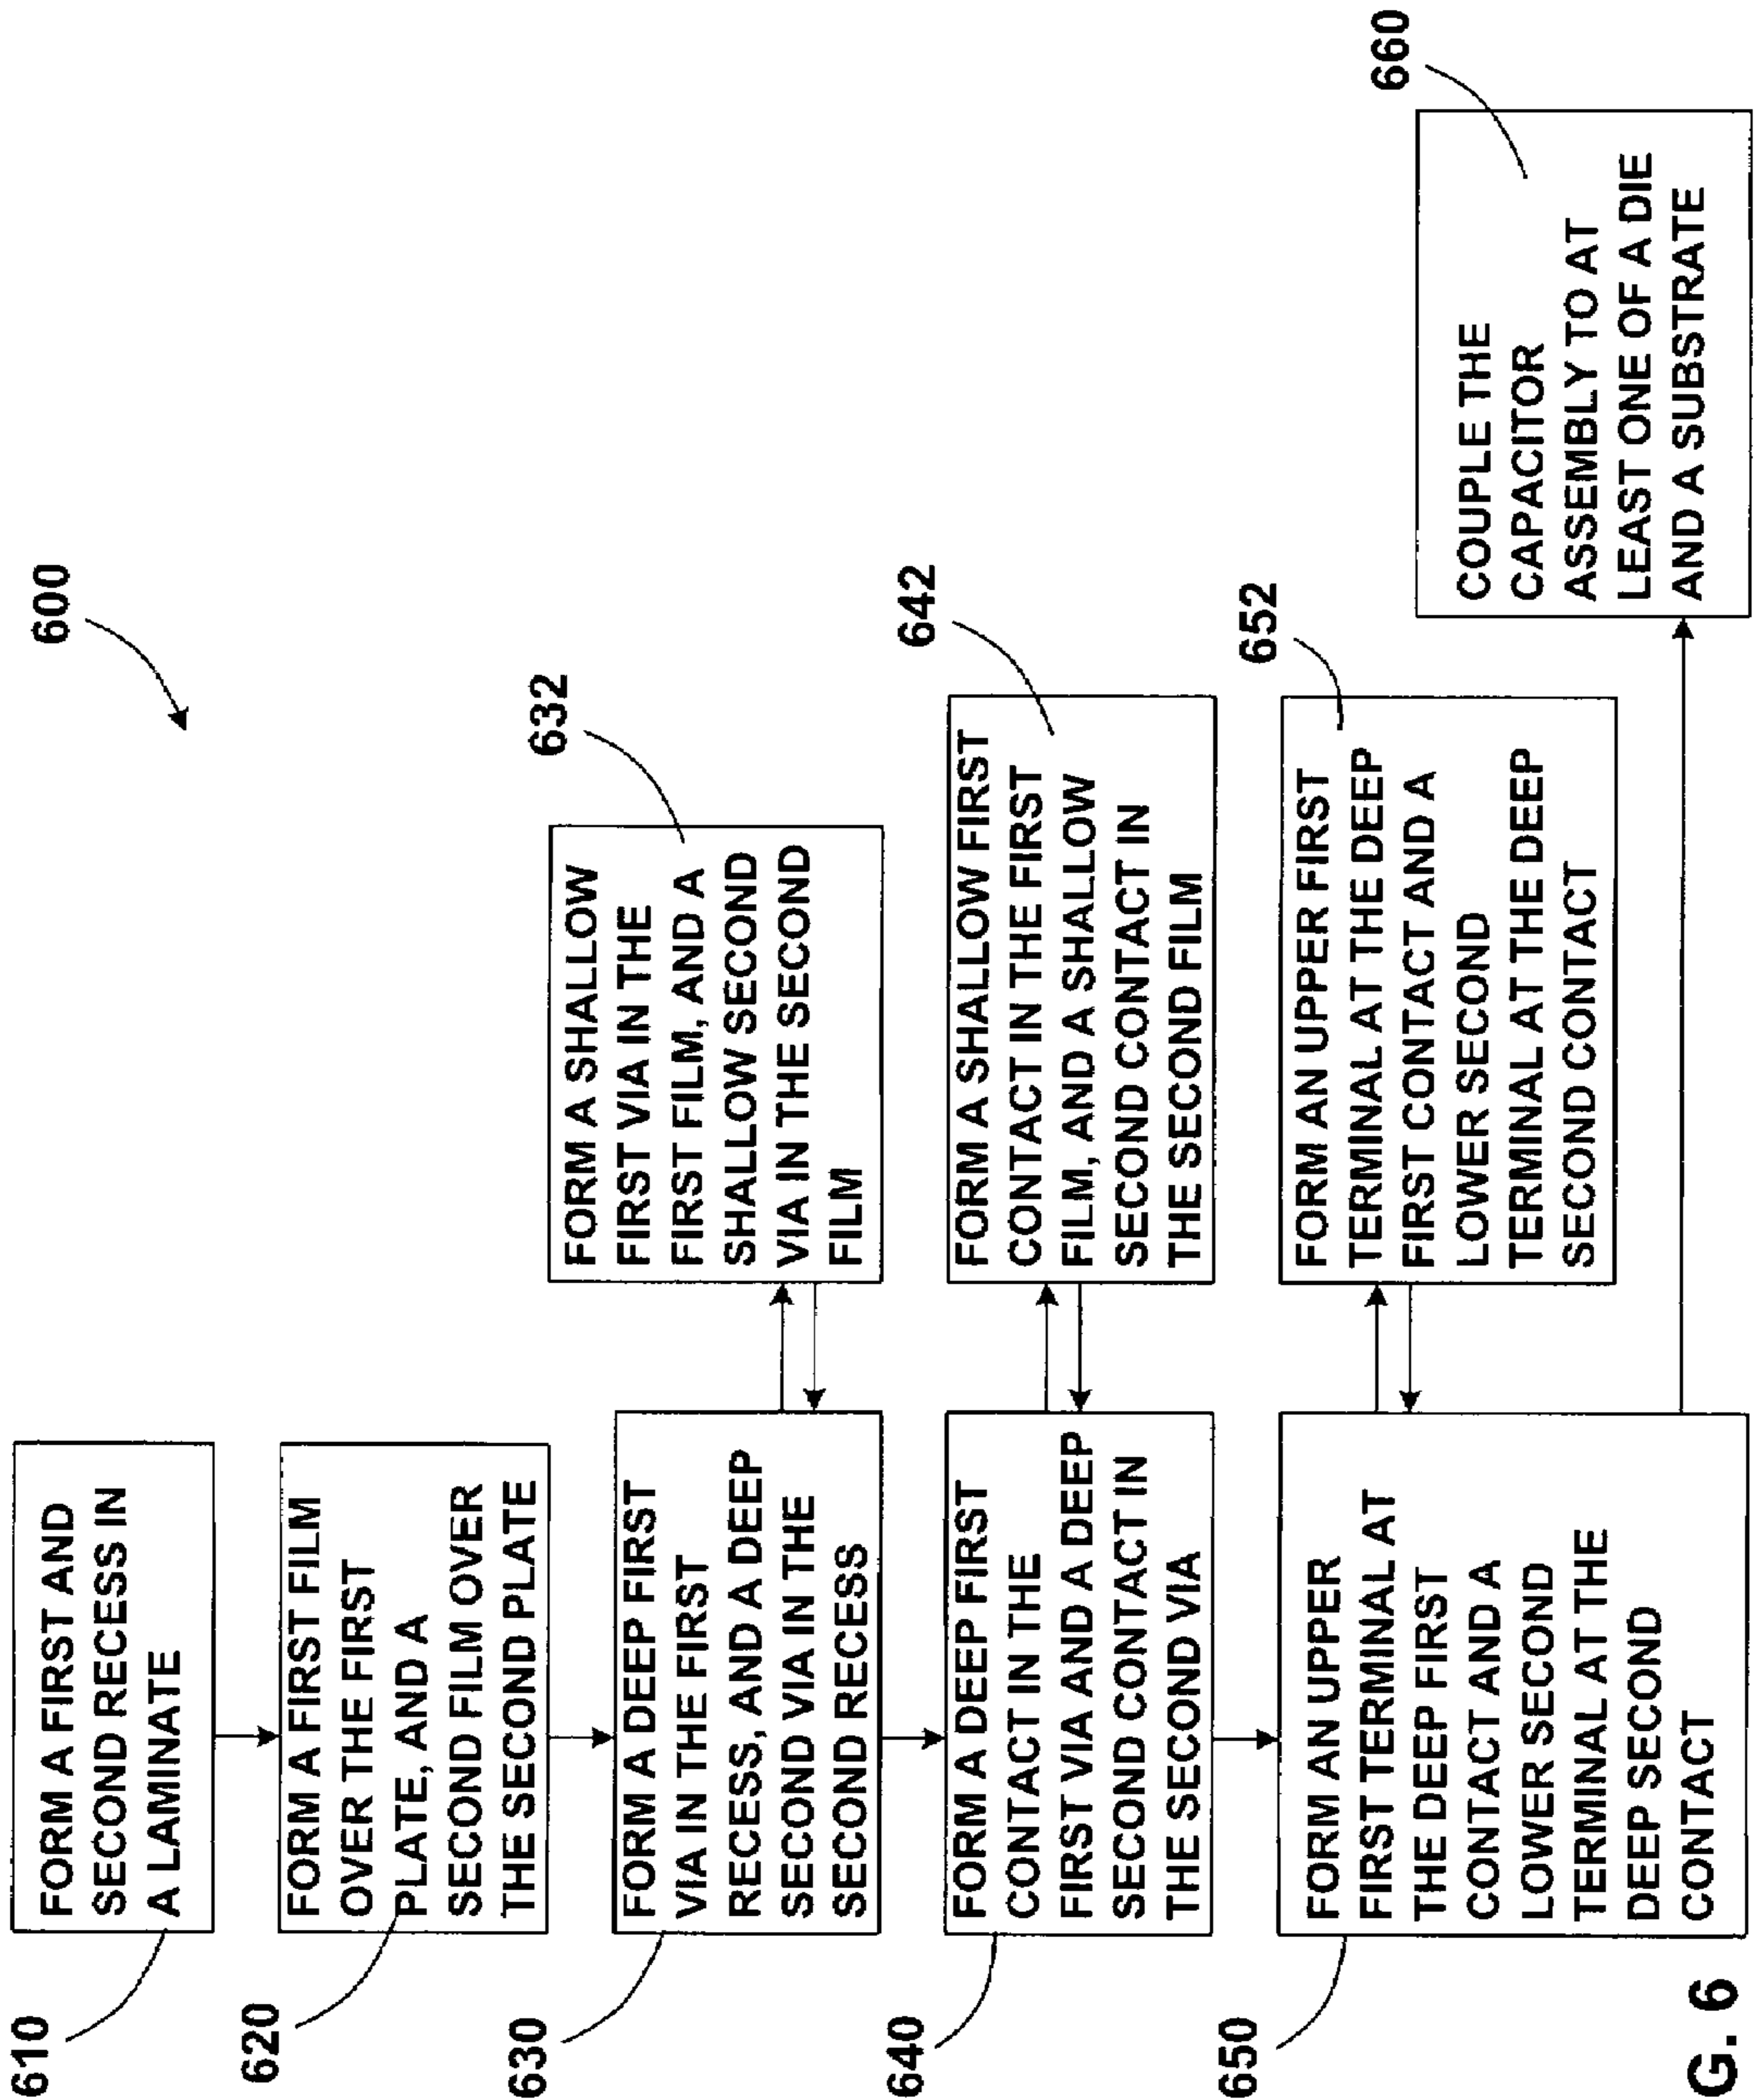 600
610
FORM A FIRST AND
SECOND RECESS IN
A LAMINATE
620
FORM A FIRST FILM
OVER THE FIRST
PLATE, AND A
SECOND FILM OVER
THE SECOND PLATE
630
FORM A DEEP FIRST
VIA IN THE FIRST
RECESS, AND A DEEP
SECOND VIA IN THE
SECOND RECESS
632
FORM A SHALLOW
FIRST VIA IN THE
FIRST FILM, AND A
SHALLOW SECOND
VIA IN THE SECOND
FILM
640
FORM A DEEP FIRST
CONTACT IN THE
FIRST VIA AND A DEEP
SECOND CONTACT IN
THE SECOND VIA
642
FORM A SHALLOW FIRST
CONTACT IN THE FIRST
FILM, AND A SHALLOW
SECOND CONTACT IN
THE SECOND FILM
650
FORM AN UPPER
FIRST TERMINAL AT
THE DEEP FIRST
CONTACT AND A
LOWER SECOND
TERMINAL AT THE
DEEP SECOND
CONTACT
652
FORM AN UPPER FIRST
TERMINAL AT THE DEEP
FIRST CONTACT AND A
LOWER SECOND
TERMINAL AT THE DEEP
SECOND CONTACT
660
COUPLE THE
CAPACITOR
ASSEMBLY TO AT
LEAST ONE OF A DIE
AND A SUBSTRATE
G. 6